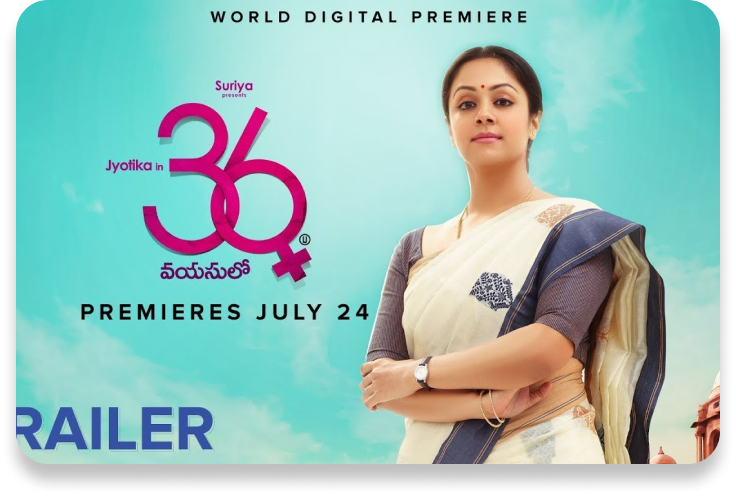 WORLD DIGITAL PREMIERE
Suriya
presents
Jyotika in
36
U
వయసులో
PREMIERES JULY 24
RAILER